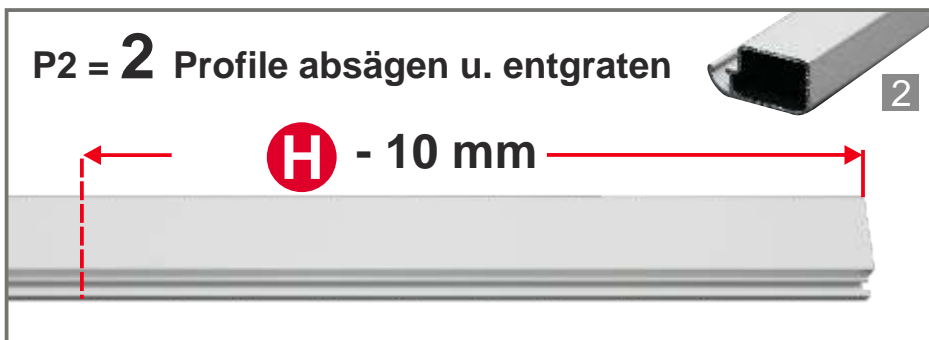 P2 = 2 Profile absägen u. entgraten
2
H - 10 mm